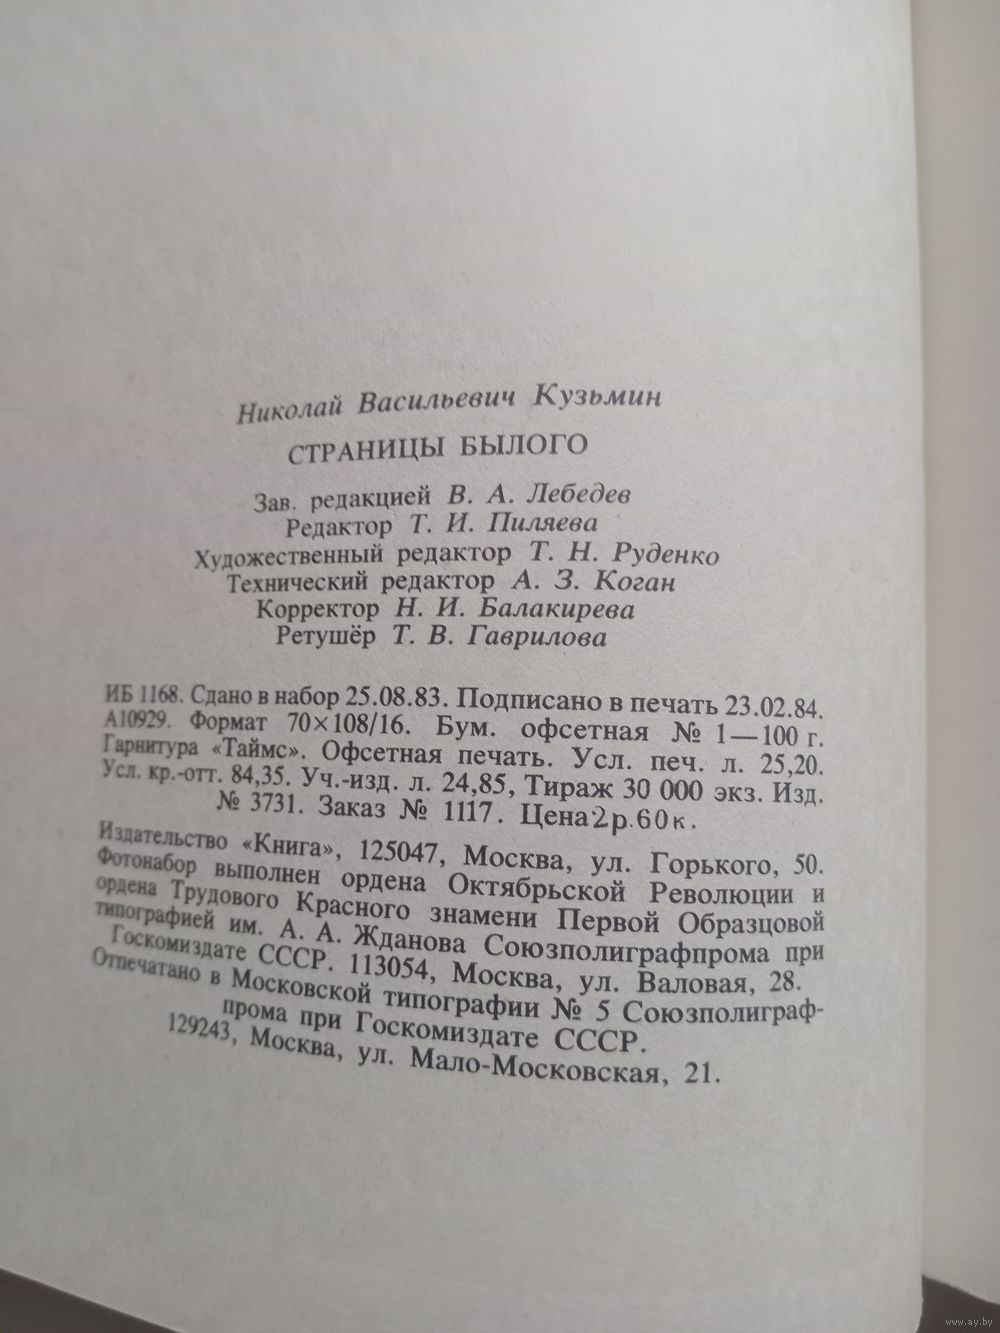 Николай Васильевич Кузьмин
СТРАНИЦЫ БЫЛОГО
Зав. редакцией В. А. Лебедев
Редактор Т. И. Пиляева
Художественный редактор Т. Н. Руденко
Технический редактор А. З. Коган
Корректор Н. И. Балакирева
Ретушёр Т. В. Гаврилова
ИБ 1168. Сдано в набор 25.08.83. Подписано в печать 23.02.84.
А10929. Формат 70×108/16. Бум. офсетная № 1—100 г.
Гарнитура «Таймс». Офсетная печать. Усл. печ. л. 25,20.
Усл. кр.-отт. 84,35. Уч.-изд. л. 24,85, Тираж 30 000 экз. Изд.
№ 3731. Заказ № 1117. Цена 2р.60к.
Издательство «Книга», 125047, Москва, ул. Горького, 50.
Фотонабор выполнен ордена Октябрьской Революции и
ордена Трудового Красного знамени Первой Образцовой
типографией им. А. А. Жданова Союзполиграфпрома при
Госкомиздате СССР. 113054, Москва, ул. Валовая, 28.
Отпечатано в Московской типографии № 5 Союзполиграф-
прома при Госкомиздате СССР.
129243, Москва, ул. Мало-Московская, 21.
www.ay.by